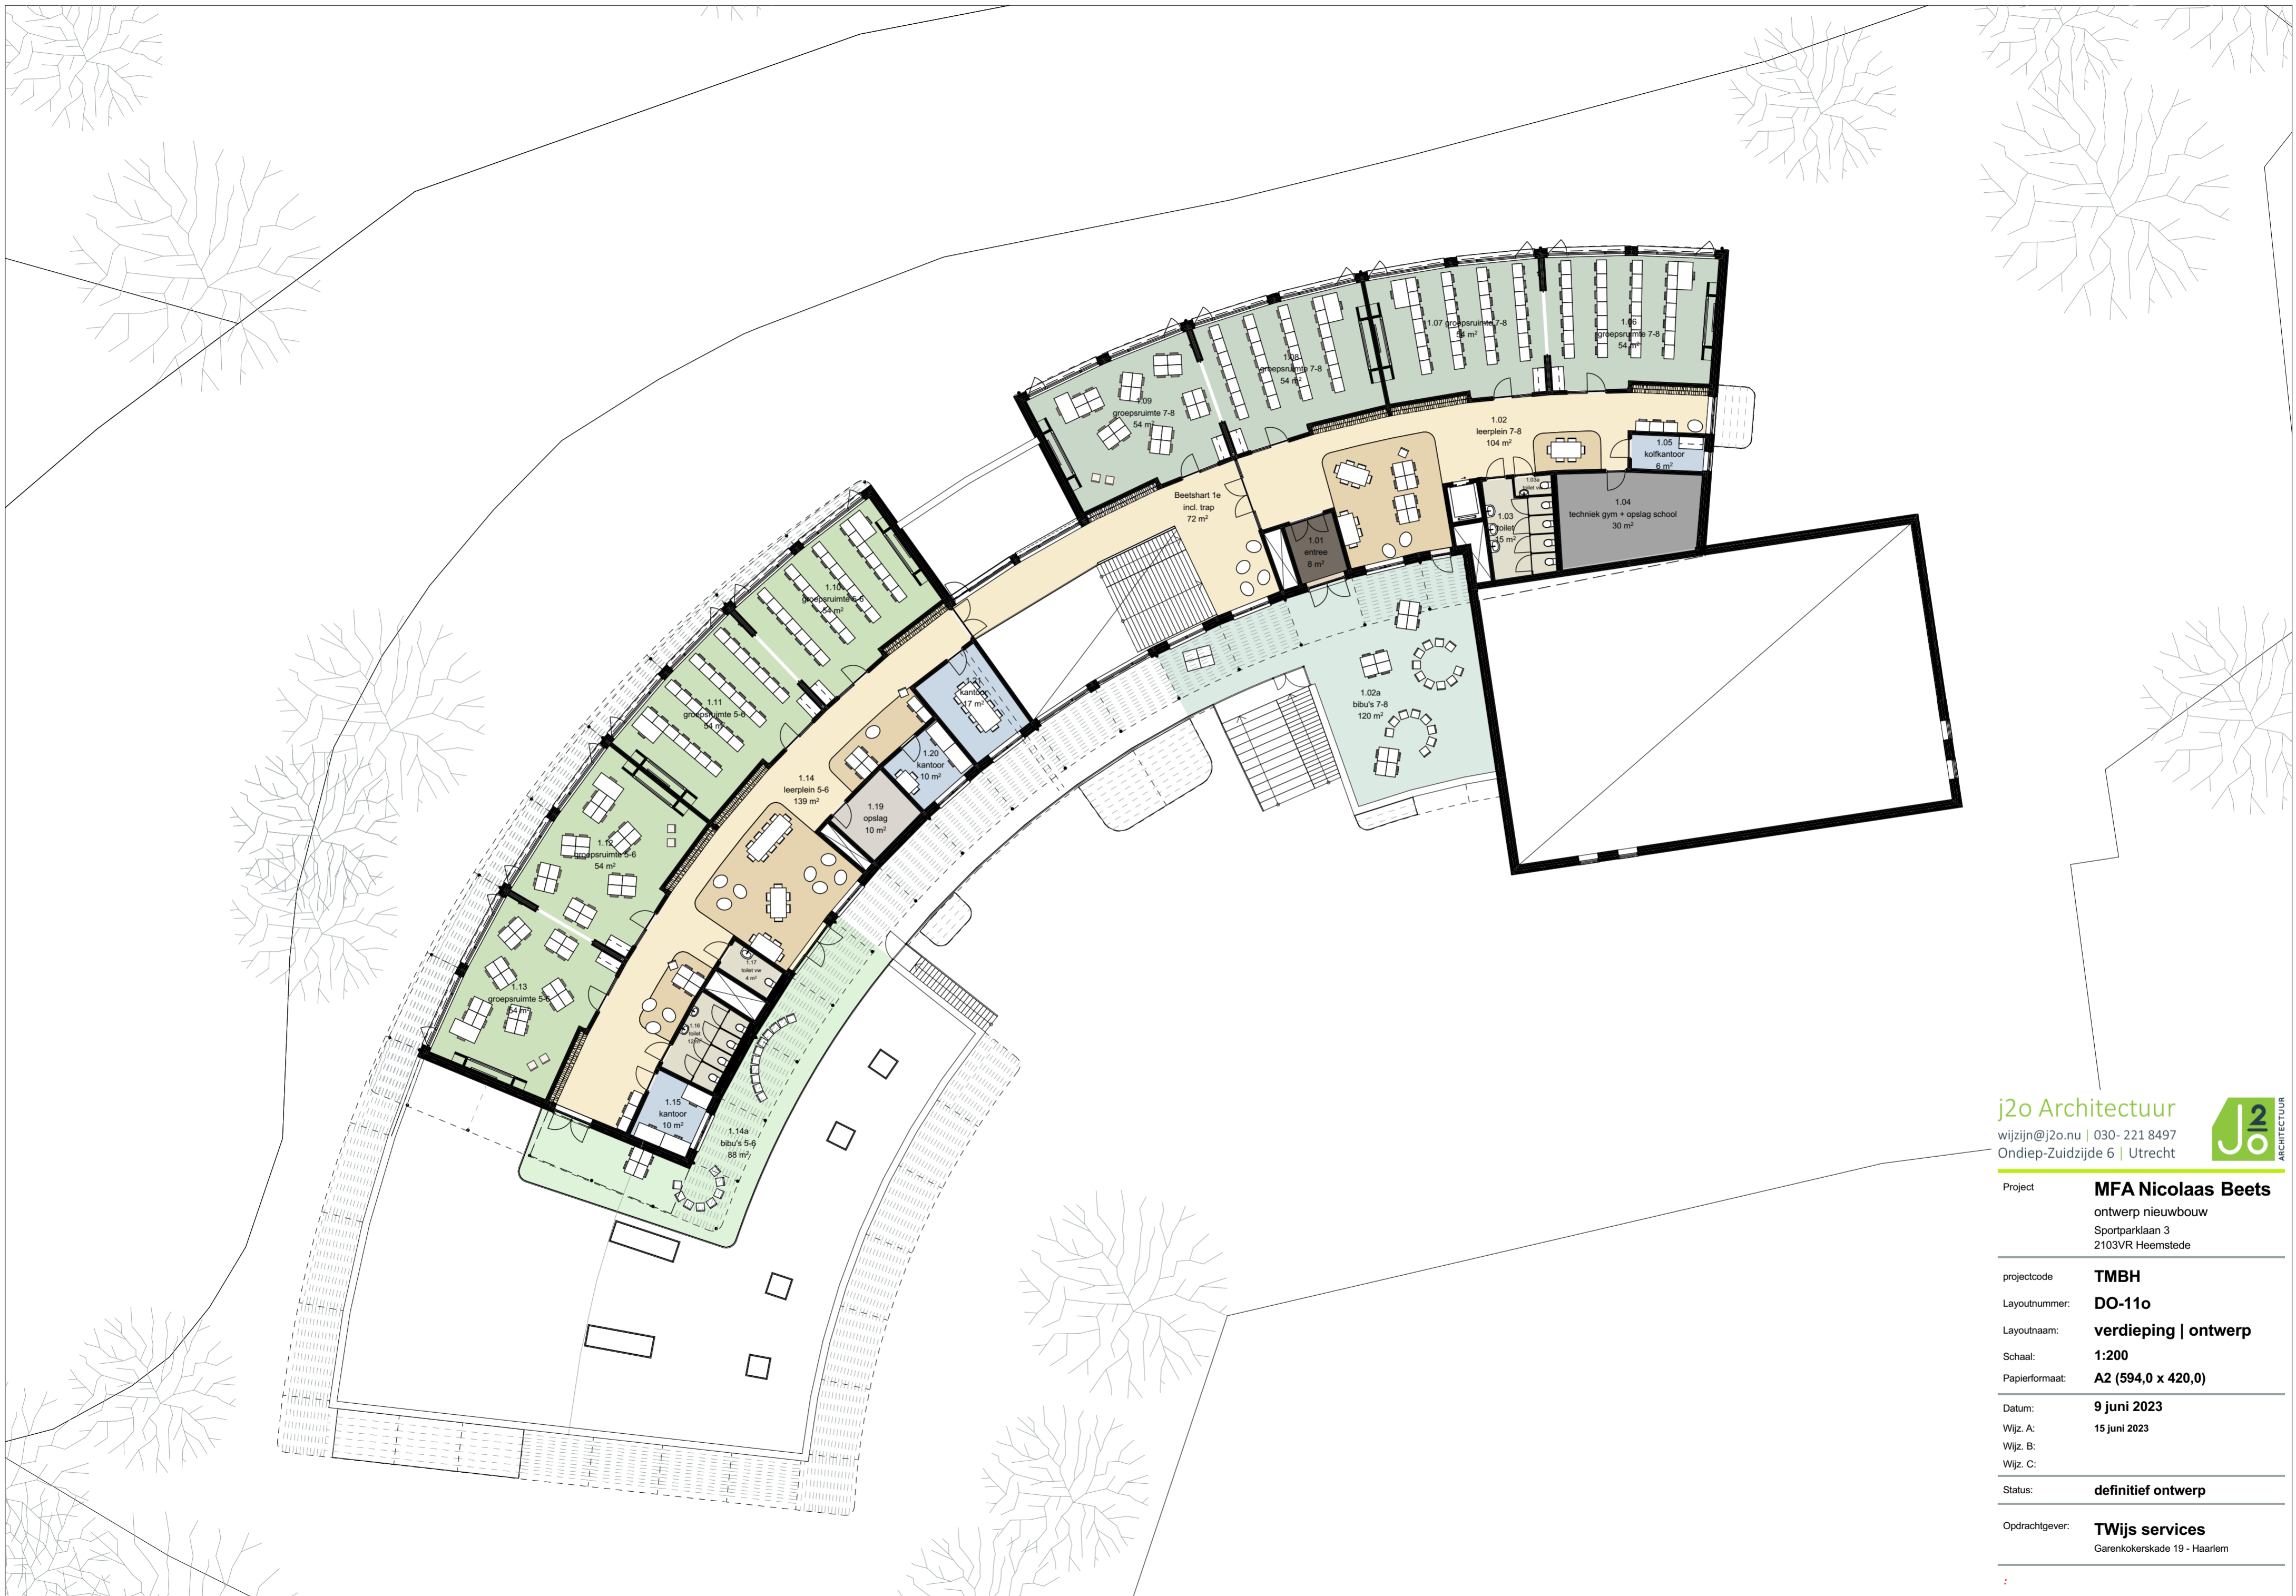 1.06
groepsruimte 7-8
54 m²
1.07 groepsruimte 7-8
54 m²
1.08
groepsruimte 7-8
54 m²
1.09
groepsruimte 7-8
54 m²
1.02
leerplein 7-8
104 m²
1.05
kolfkantoor
6 m²
1.03a
toilet vw
1.04
techniek gym + opslag school
30 m²
1.03
toilet
15 m²
Beetshart 1e
incl. trap
72 m²
1.01
entree
8 m²
1.02a
bibu's 7-8
120 m²
1.10
groepsruimte 5-6
54 m²
1.11
groepsruimte 5-6
54 m²
1.21
kantoor
17 m²
1.20
kantoor
10 m²
1.14
leerplein 5-6
139 m²
1.19
opslag
10 m²
1.12
groepsruimte 5-6
54 m²
1.13
groepsruimte 5-6
54 m²
1.17
toilet vw
4 m²
1.16
toilet
12 m²
1.15
kantoor
10 m²
1.14a
bibu's 5-6
88 m²
j2o Architectuur
wijzijn@j2o.nu | 030- 221 8497
Ondiep-Zuidzijde 6 | Utrecht
J2o
ARCHITECTUUR
Project MFA Nicolaas Beets
ontwerp nieuwbouw
Sportparklaan 3
2103VR Heemstede
projectcode TMBH
Layoutnummer: DO-11o
Layoutnaam: verdieping | ontwerp
Schaal: 1:200
Papierformaat: A2 (594,0 x 420,0)
Datum: 9 juni 2023
Wijz. A: 15 juni 2023
Wijz. B:
Wijz. C:
Status: definitief ontwerp
Opdrachtgever: TWijs services
Garenkokerskade 19 - Haarlem
: